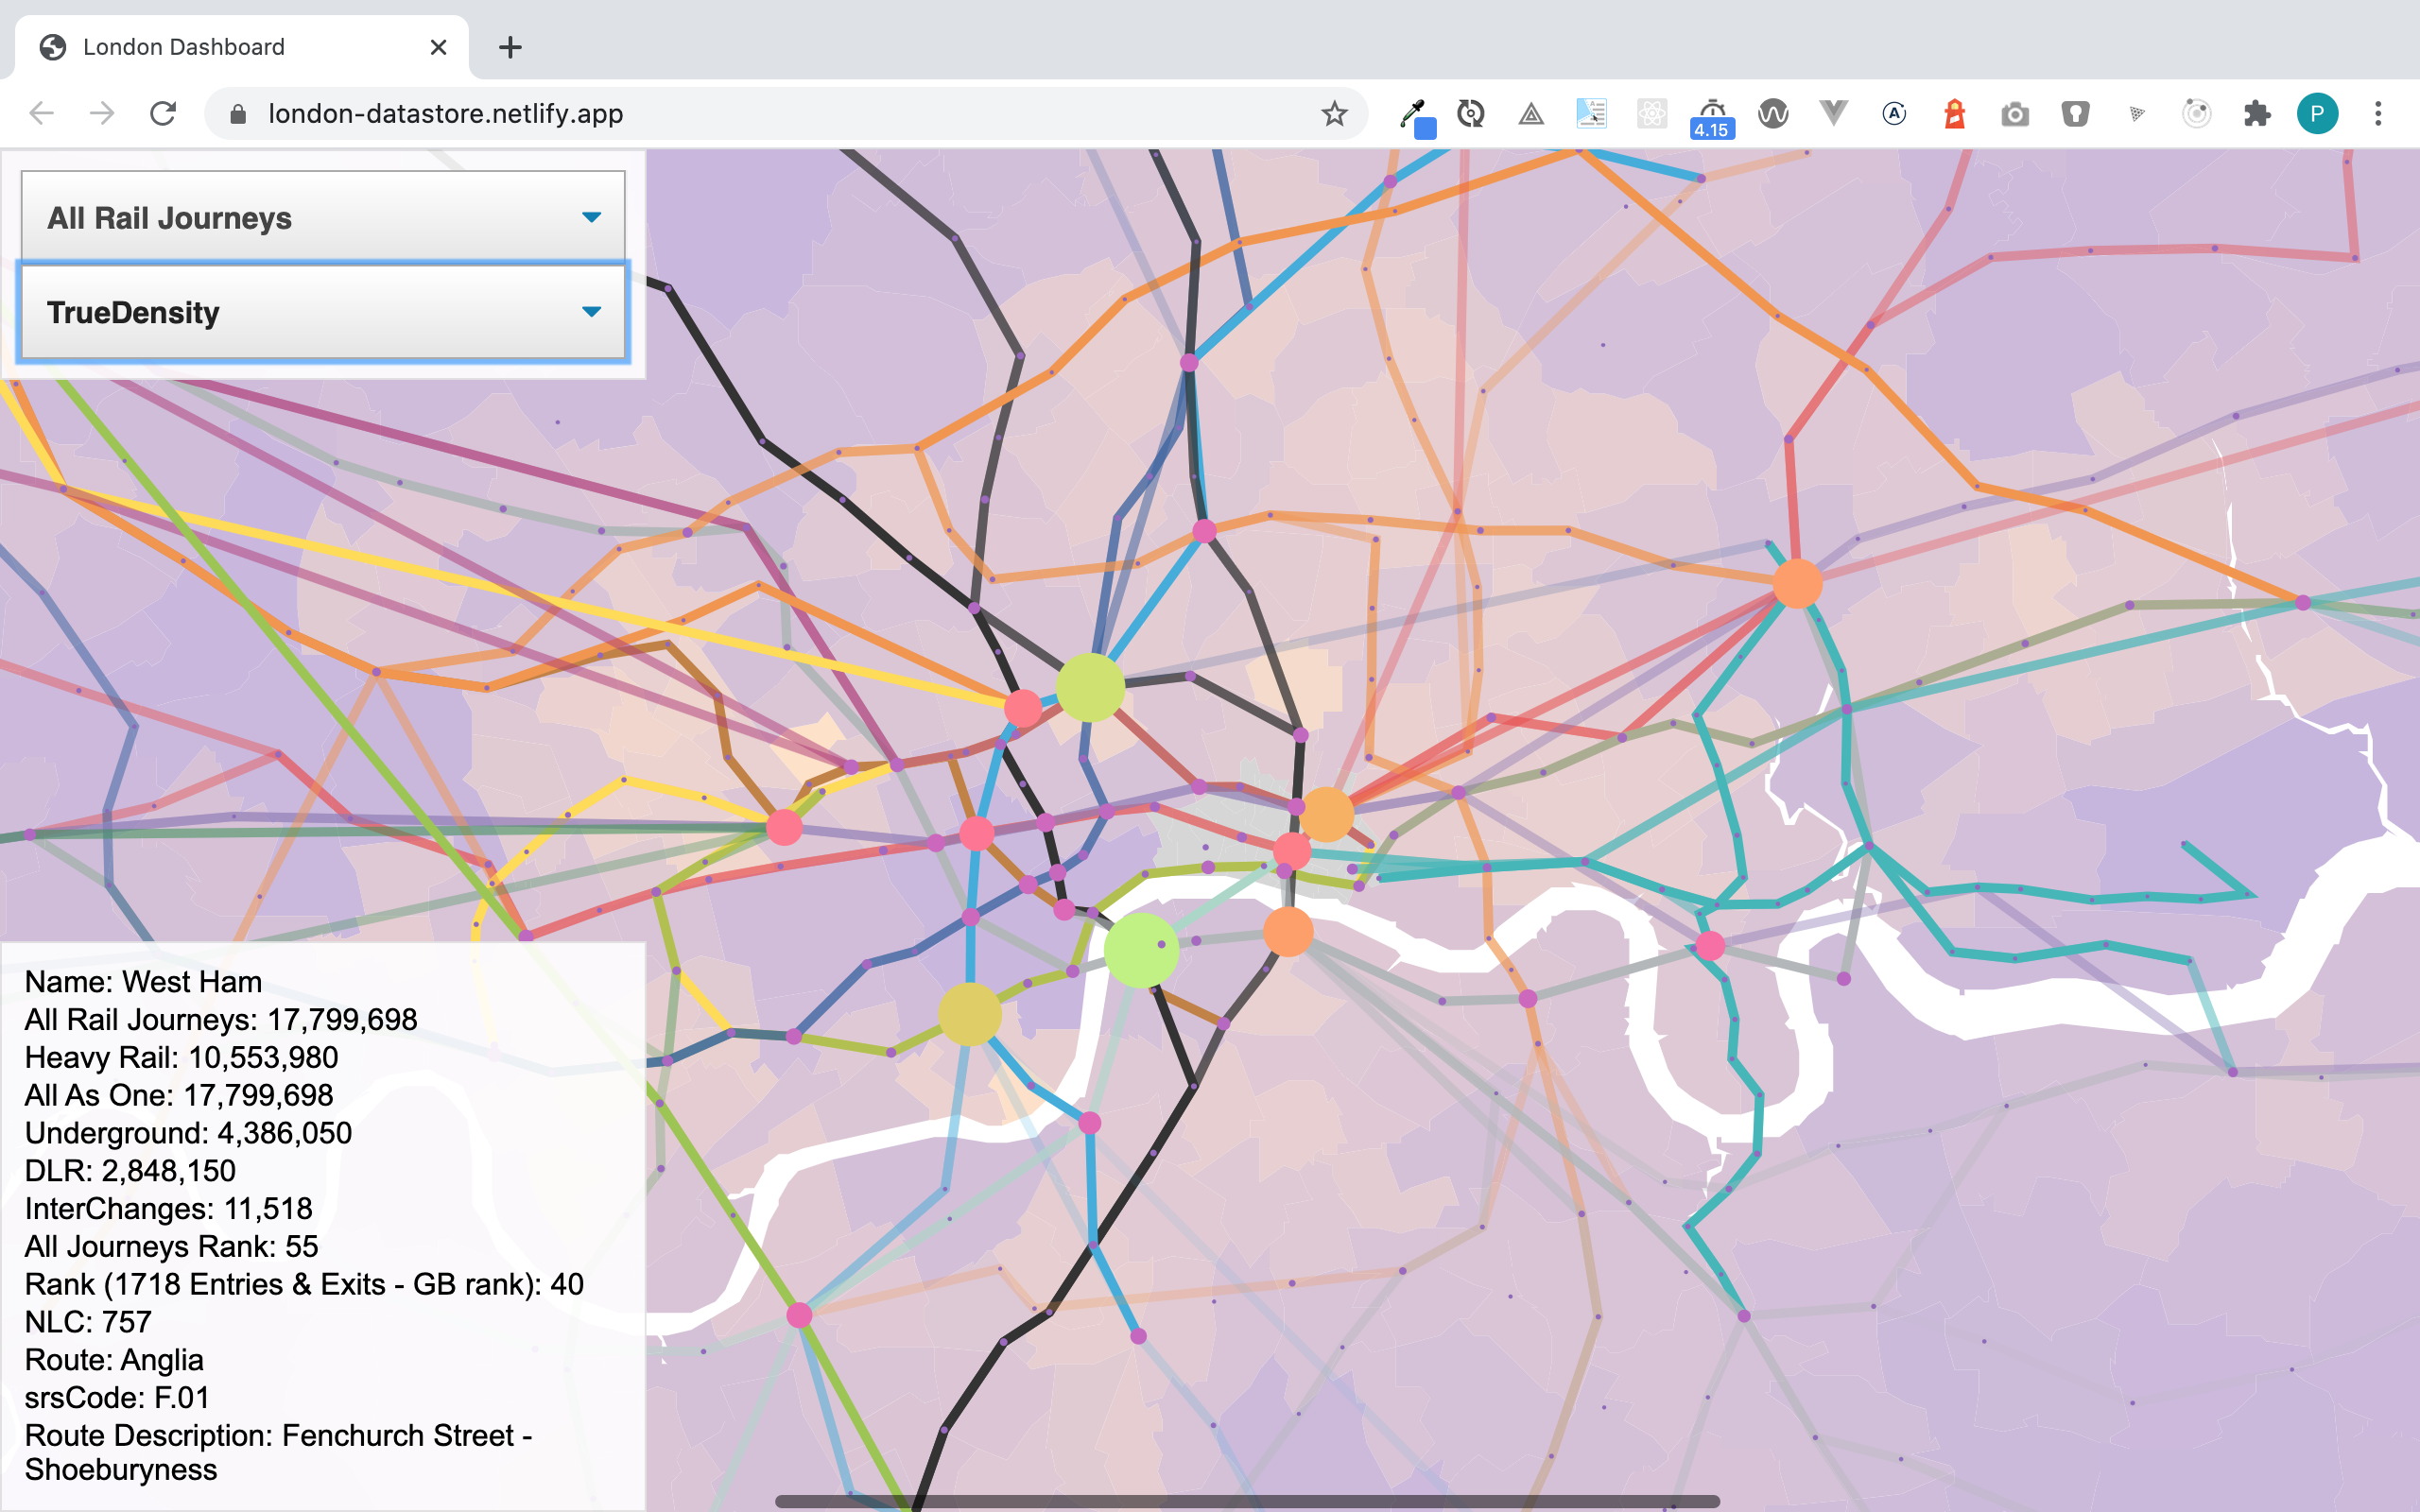 London Dashboard
london-datastore.netlify.app
4.15
A
P
All Rail Journeys
TrueDensity
Name: West Ham
All Rail Journeys: 17,799,698
Heavy Rail: 10,553,980
All As One: 17,799,698
Underground: 4,386,050
DLR: 2,848,150
InterChanges: 11,518
All Journeys Rank: 55
Rank (1718 Entries & Exits - GB rank): 40
NLC: 757
Route: Anglia
srsCode: F.01
Route Description: Fenchurch Street -
Shoeburyness